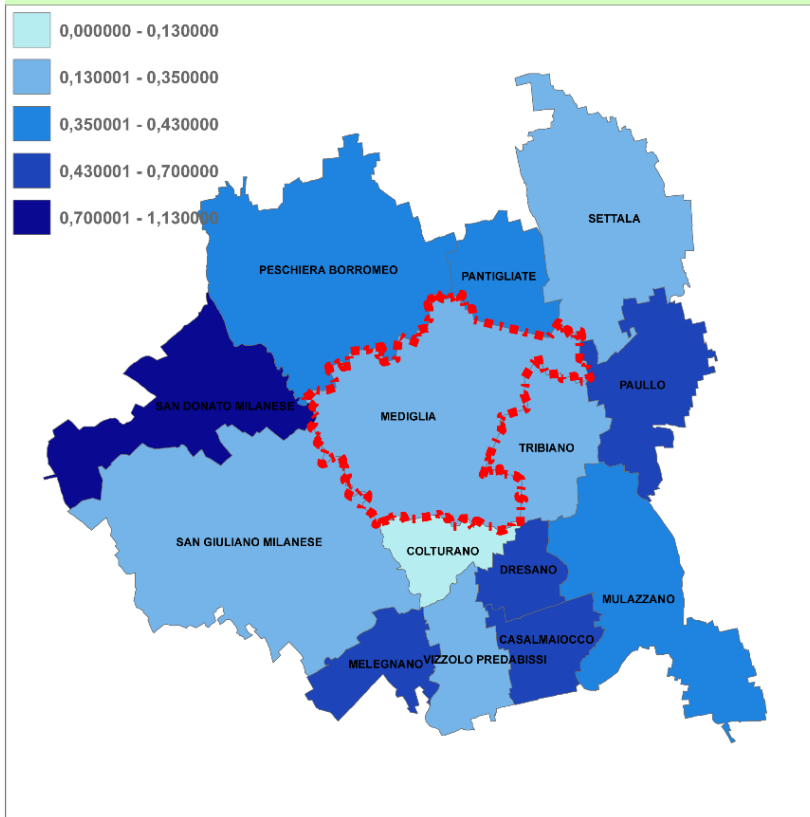 0,000000 - 0,130000
0,130001 - 0,350000
0,350001 - 0,430000
0,430001 - 0,700000
0,700001 - 1,130000
SETTALA
PESCHIERA BORROMEO
PANTIGLIATE
PAULLO
SAN DONATO MILANESE
MEDIGLIA
TRIBIANO
SAN GIULIANO MILANESE
COLTURANO
DRESANO
MULAZZANO
CASALMAIOCCO
MELEGNANO
VIZZOLO PREDABISSI